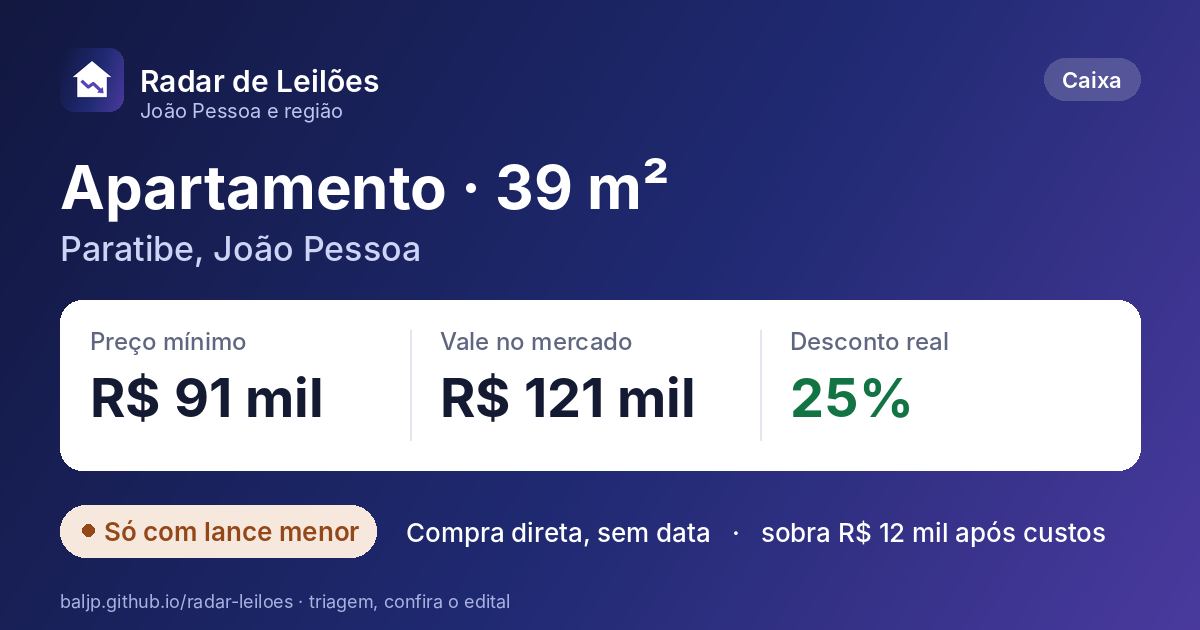 Radar de Leilões
João Pessoa e região
Caixa
Apartamento · 39 m²
Paratibe, João Pessoa
Preço mínimo
Vale no mercado
Desconto real
R$ 91 mil
R$ 121 mil
25%
Só com lance menor
Compra direta, sem data · sobra R$ 12 mil após custos
baljp.github.io/radar-leiloes · triagem, confira o edital